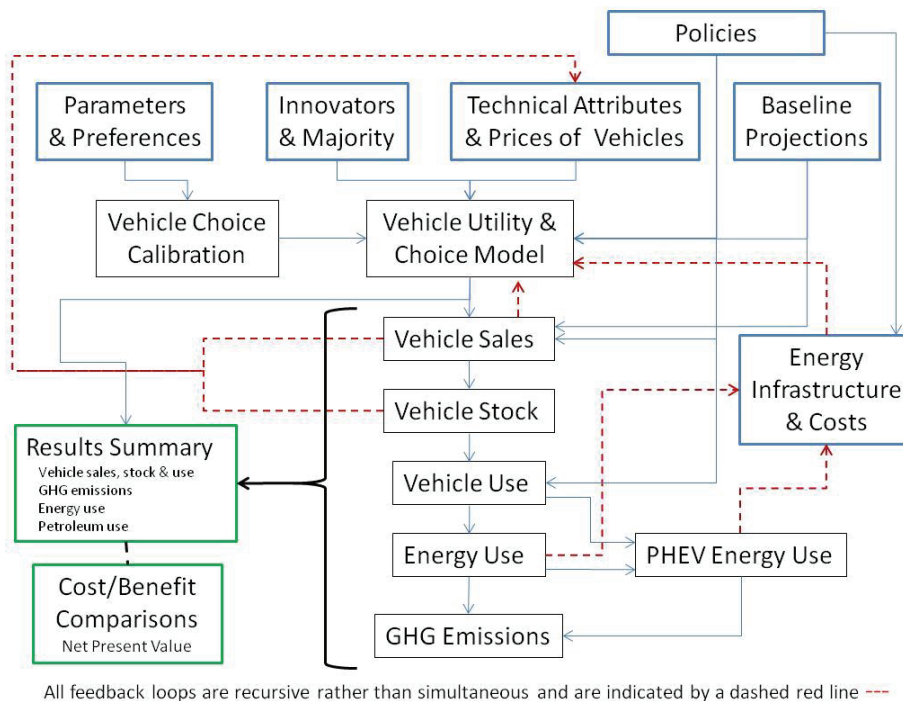 Policies
Parameters
& Preferences
Innovators
& Majority
Technical Attributes
& Prices of Vehicles
Baseline
Projections
Vehicle Choice
Calibration
Vehicle Utility &
Choice Model
Vehicle Sales
Energy
Infrastructure
& Costs
Vehicle Stock
Results Summary
Vehicle sales, stock & use
GHG emissions
Energy use
Petroleum use
Vehicle Use
Energy Use
PHEV Energy Use
Cost/Benefit
Comparisons
Net Present Value
GHG Emissions
All feedback loops are recursive rather than simultaneous and are indicated by a dashed red line